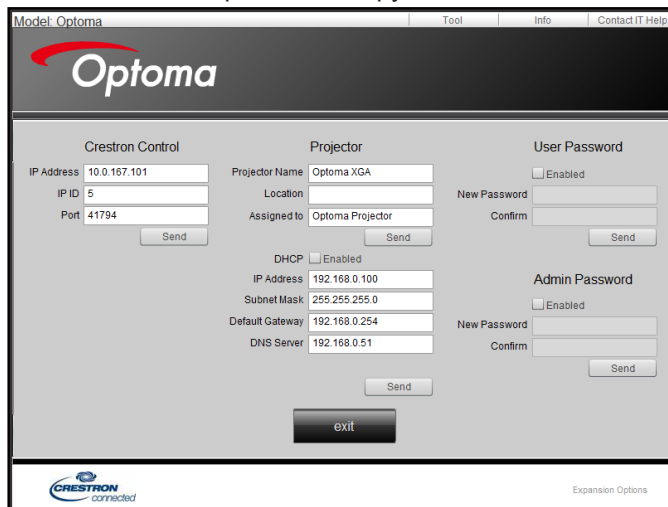 Model: Optoma
Tool
Info
Contact IT Help
Optoma
Crestron Control
IP Address 10.0.167.101
IP ID 5
Port 41794
Send
Projector
Projector Name Optoma XGA
Location
Assigned to Optoma Projector
Send
DHCP Enabled
IP Address 192.168.0.100
Subnet Mask 255.255.255.0
Default Gateway 192.168.0.254
DNS Server 192.168.0.51
Send
User Password
Enabled
New Password
Confirm
Send
Admin Password
Enabled
New Password
Confirm
Send
exit
CRESTRON
connected
Expansion Options